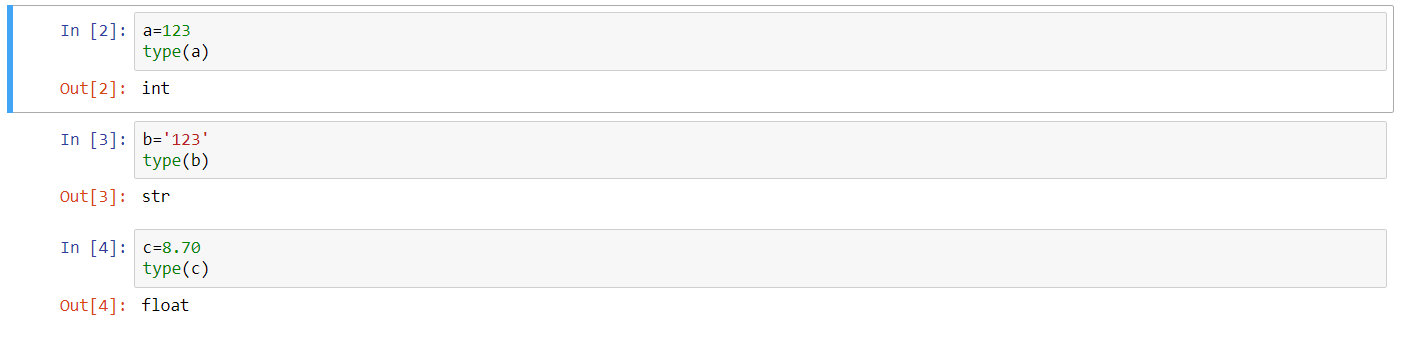 In [2]: a=123
type(a)
Out[2]: int
In [3]: b='123'
type(b)
Out[3]: str
In [4]: c=8.70
type(c)
Out[4]: float